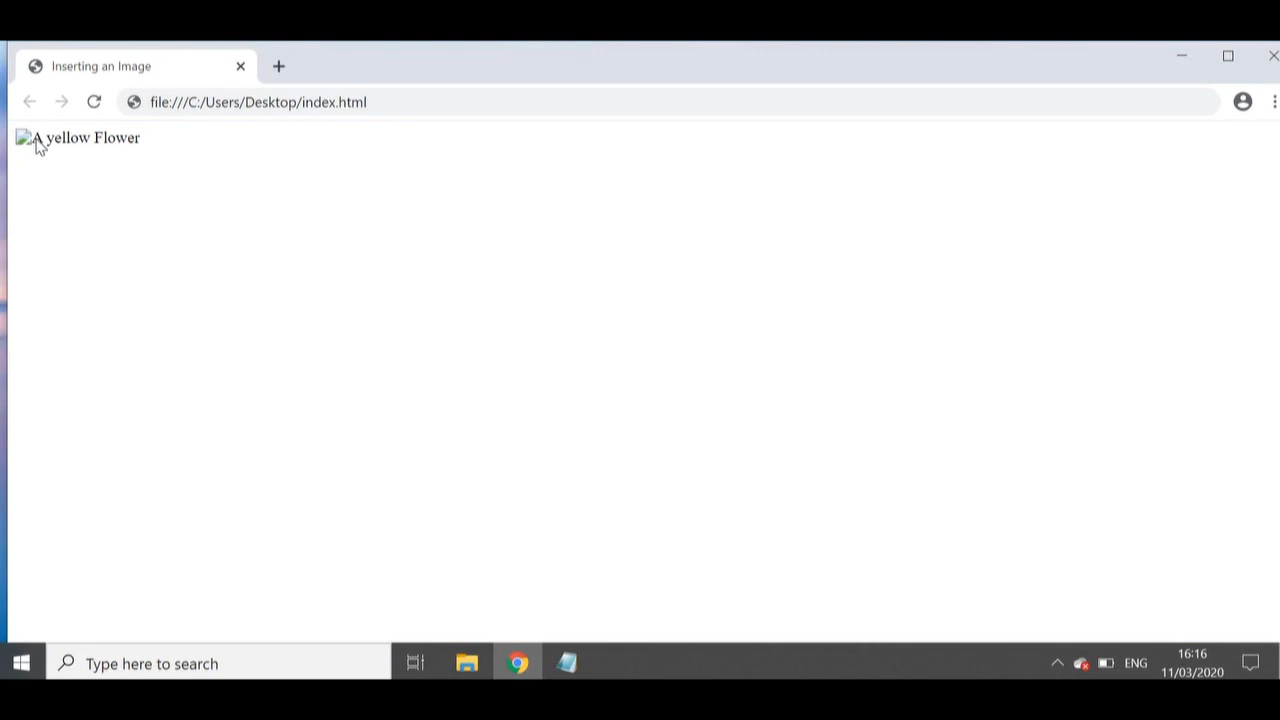 Inserting an Image
file:///C:/Users/Desktop/index.html
A yellow Flower
Type here to search
ENG
16:16
11/03/2020